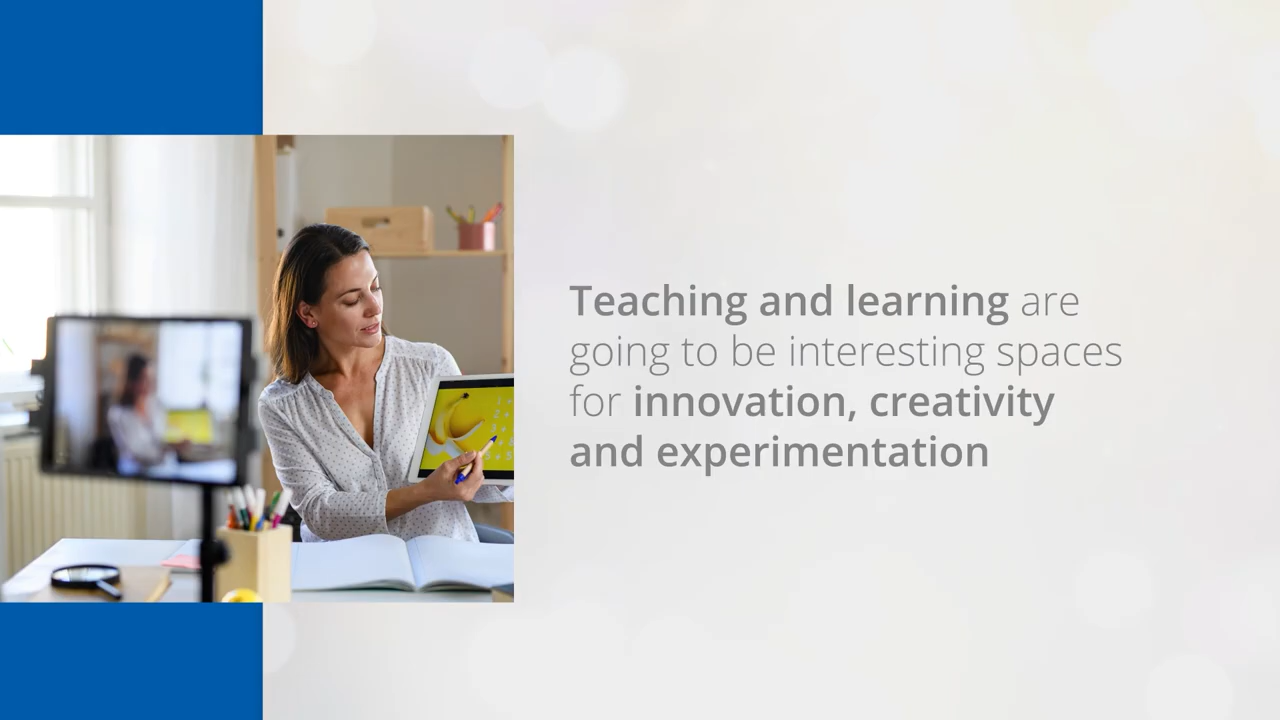 Teaching and learning are
going to be interesting spaces
for innovation, creativity
and experimentation